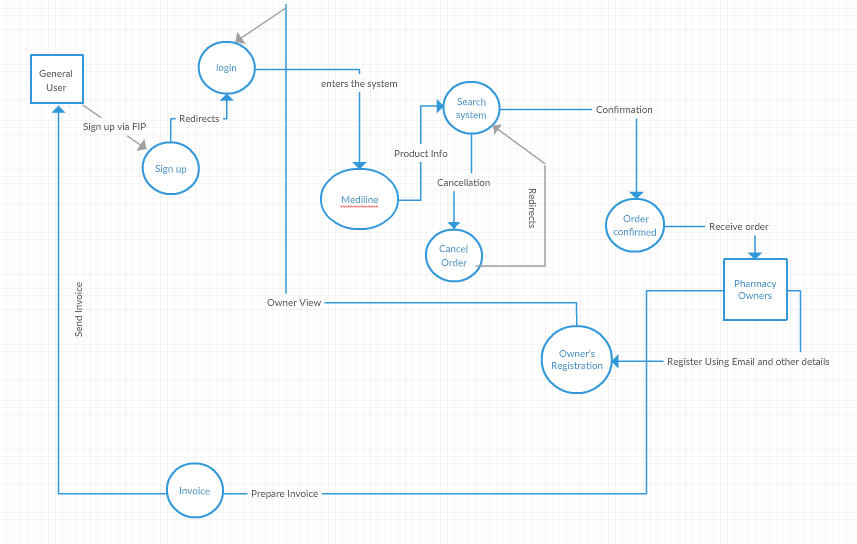 General
User
login
enters the system
Search
system
Confirmation
Sign up via FIP
Redirects
Product Info
Sign up
Cancellation
Mediline
Redirects
Order
confirmed
Receive order
Cancel
Order
Pharmacy
Owners
Send Invoice
Owner View
Owner's
Registration
Register Using Email and other details
Invoice
Prepare Invoice